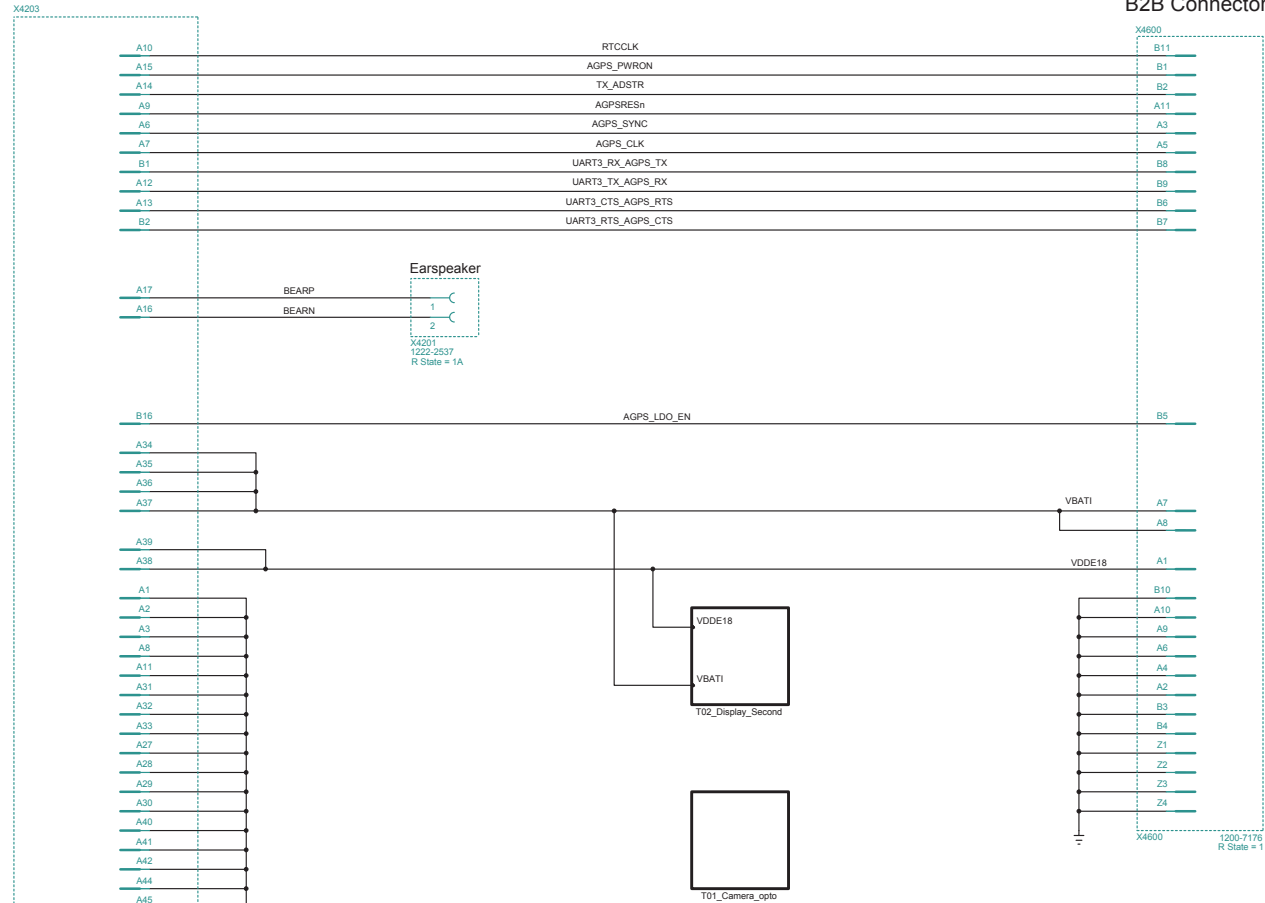 B2B Connector
X4203
X4600
A10 RTCCLK B11
A15 AGPS_PWRON B1
A14 TX_ADSTR B2
A9 AGPSRESn A11
A6 AGPS_SYNC A3
A7 AGPS_CLK A5
B1 UART3_RX_AGPS_TX B8
A12 UART3_TX_AGPS_RX B9
A13 UART3_CTS_AGPS_RTS B6
B2 UART3_RTS_AGPS_CTS B7
Earspeaker
A17 BEARP 1
A16 BEARN 2
X4201
1222-2537
R State = 1A
B16 AGPS_LDO_EN B5
A34
A35
A36
A37 VBATI A7
A8
A39
A38 VDDE18 A1
A1 B10
A2 A10
A3 VDDE18 A9
A8 A6
A11 A4
A31 VBATI A2
A32 T02_Display_Second B3
A33 B4
A27 Z1
A28 Z2
A29 Z3
A30 Z4
A40
A41 X4600 1200-7176
R State = 1
A42
A44
A45 T01_Camera_opto